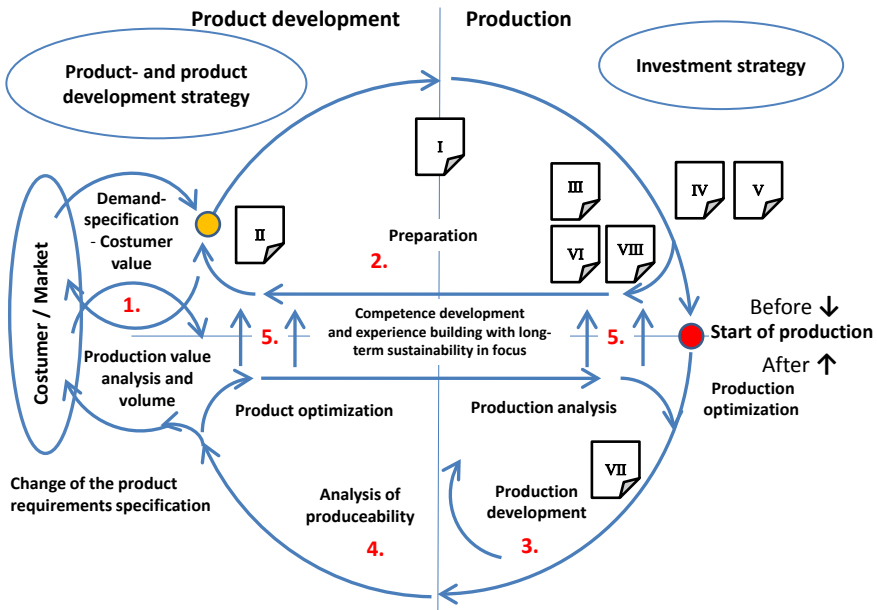 Product development
Production
Product- and product
development strategy
Investment strategy
I
III
IV
V
II
VI
VIII
Demand-
specification
- Costumer
value
Preparation
2.
1.
Costumer / Market
Competence development
and experience building with long-
term sustainability in focus
5.
5.
Before ↓
Start of production
After ↑
Production
optimization
Production value
analysis and
volume
Product optimization
Production analysis
VII
Change of the product
requirements specification
Analysis of
produceability
4.
Production
development
3.